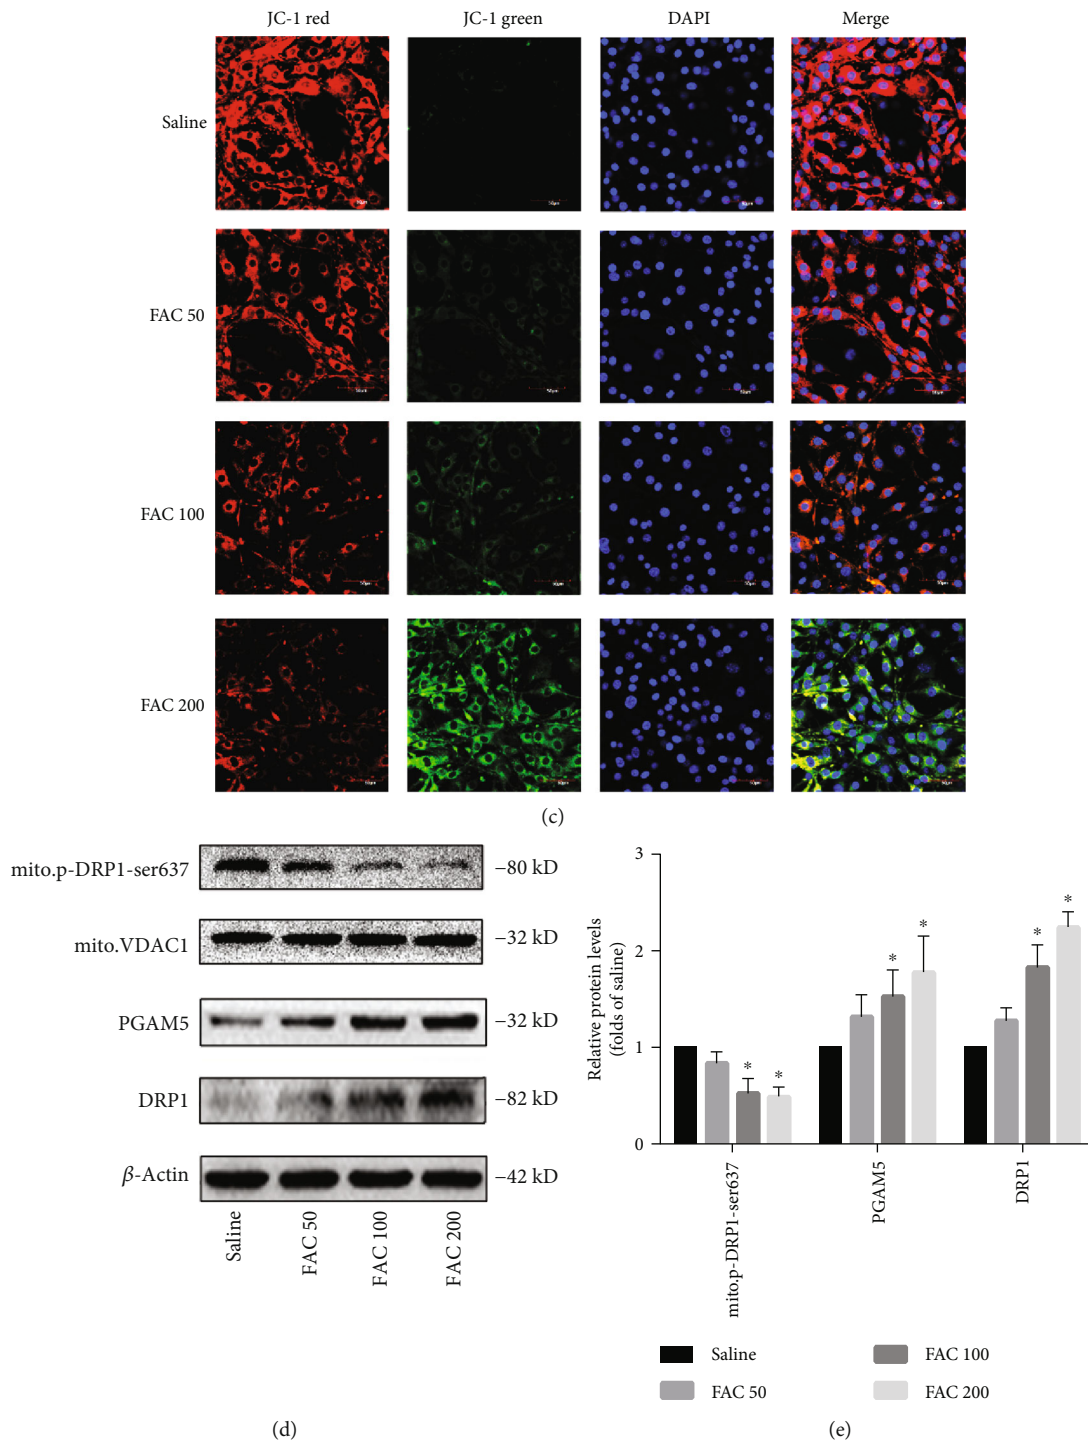 JC-1 red JC-1 green DAPI Merge
Saline
FAC 50
FAC 100
FAC 200
(c)
mito.p-DRP1-ser637 –80 kD
mito.VDAC1 –32 kD
PGAM5 –32 kD
DRP1 –82 kD
β-Actin –42 kD
Saline FAC 50 FAC 100 FAC 200
(d)
Relative protein levels
(folds of saline)
3
2
1
0
* * * * * *
mito.p-DRP1-ser637 PGAM5 DRP1
Saline FAC 100
FAC 50 FAC 200
(e)